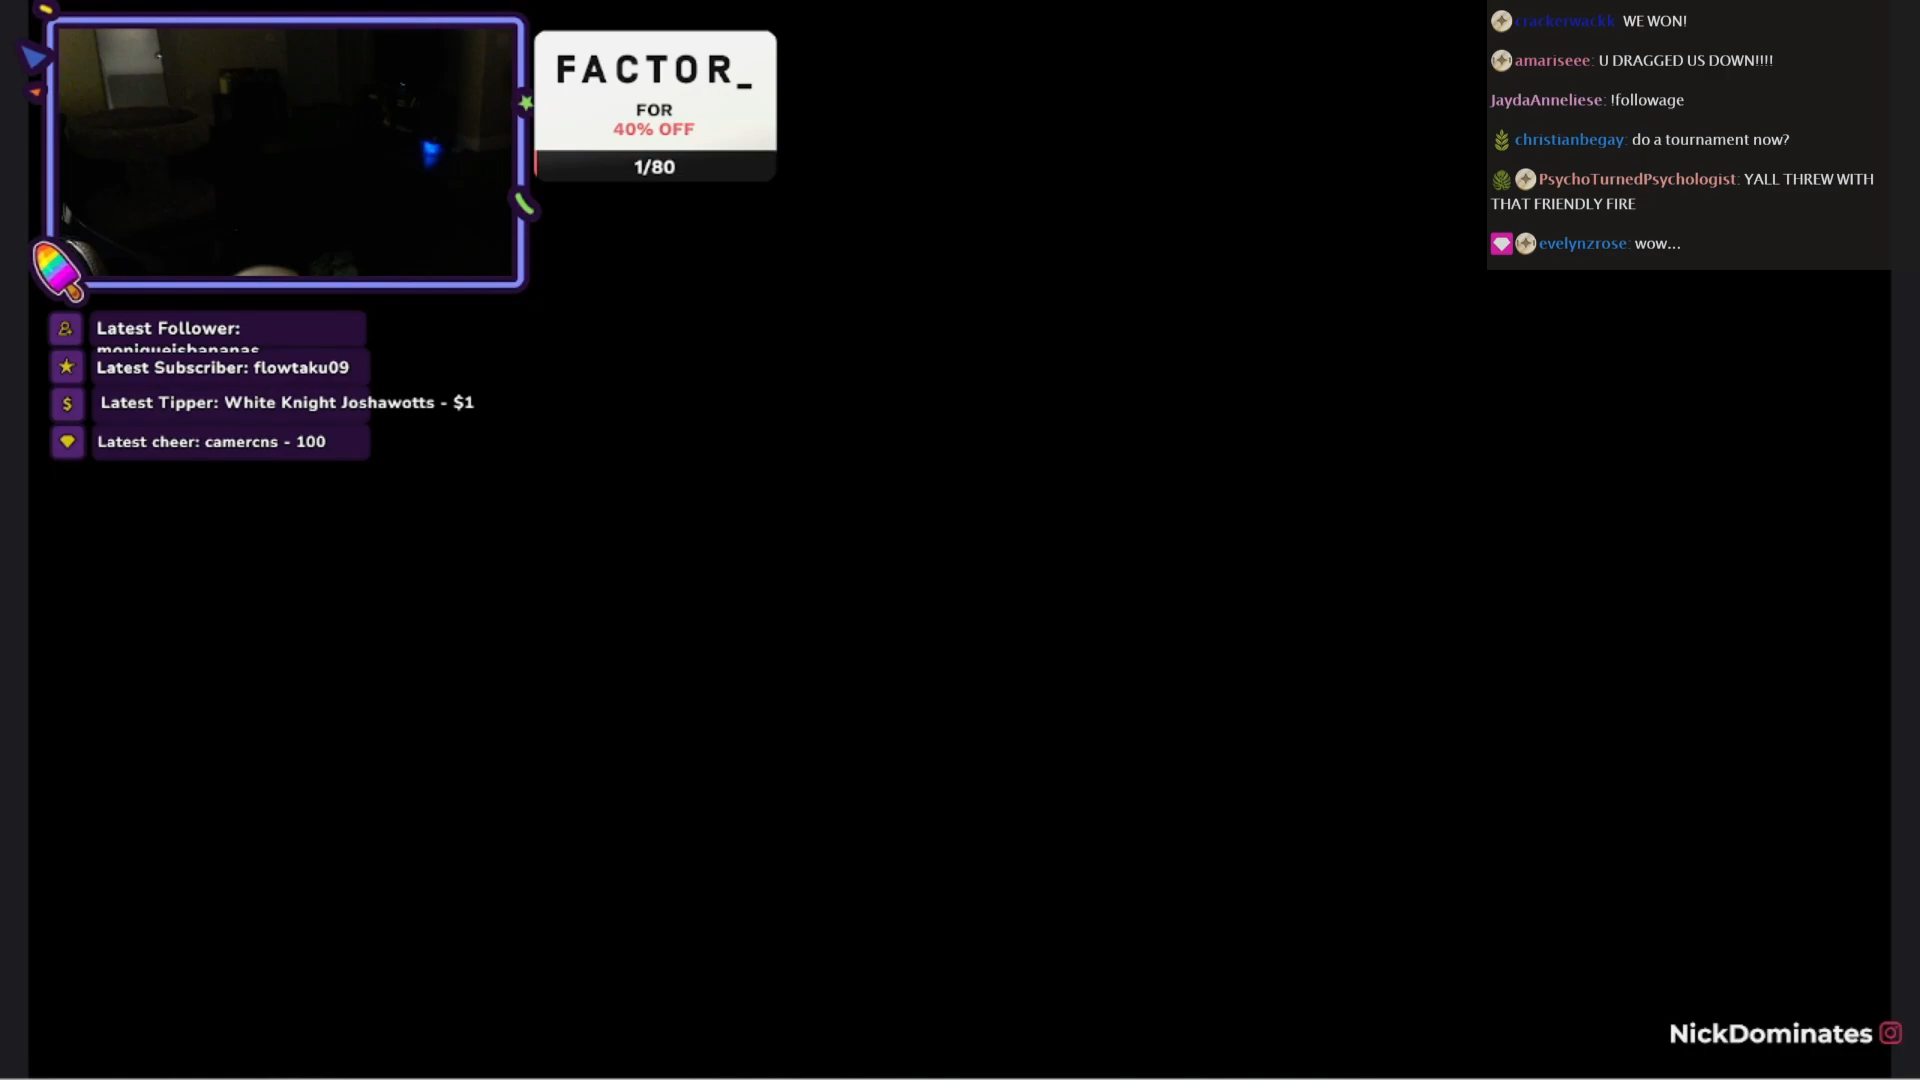 FACTOR_
FOR
40% OFF
1/80
Latest Follower:
moniqueisbananas
Latest Subscriber: flowtaku09
Latest Tipper: White Knight Joshawotts - $1
Latest cheer: camercns - 100
crackerwackk: WE WON!
amariseee: U DRAGGED US DOWN!!!!
JaydaAnneliese: !followage
christianbegay: do a tournament now?
PsychoTurnedPsychologist: YALL THREW WITH
THAT FRIENDLY FIRE
evelynzrose: wow...
NickDominates